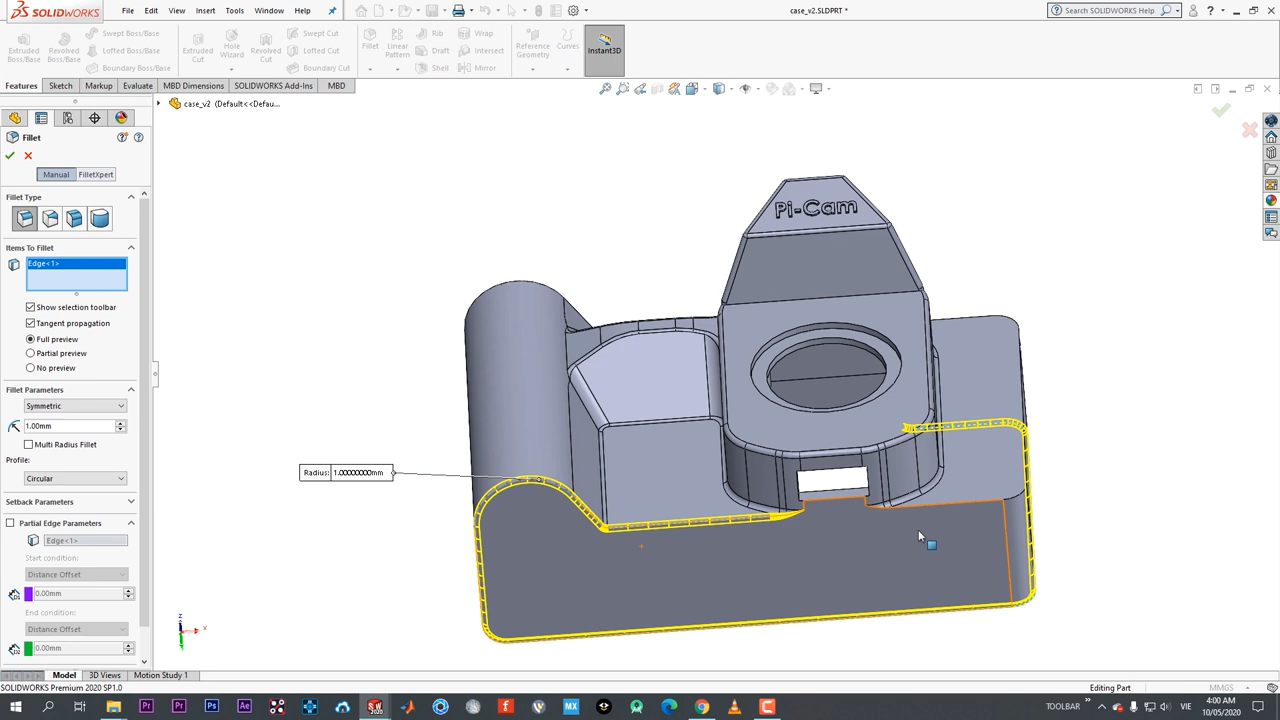 SOLIDWORKS
File
Edit
View
Insert
Tools
Window
Help
case_v2.SLDPRT *
Search SOLIDWORKS Help
Extruded
Boss/Base
Revolved
Boss/Base
Swept Boss/Base
Lofted Boss/Base
Boundary Boss/Base
Extruded
Cut
Hole
Wizard
Revolved
Cut
Swept Cut
Lofted Cut
Boundary Cut
Fillet
Linear
Pattern
Rib
Draft
Shell
Wrap
Intersect
Mirror
Reference
Geometry
Curves
Instant3D
Features
Sketch
Markup
Evaluate
MBD Dimensions
SOLIDWORKS Add-Ins
MBD
case_v2 (Default<<Defau...
Fillet
Manual
FilletXpert
Fillet Type
Items To Fillet
Edge<1>
Show selection toolbar
Tangent propagation
Full preview
Partial preview
No preview
Fillet Parameters
Symmetric
1.00mm
Multi Radius Fillet
Profile:
Circular
Setback Parameters
Partial Edge Parameters
Edge<1>
Start condition:
Distance Offset
0.00mm
End condition:
Distance Offset
0.00mm
Pi-Cam
Radius: 1.00000000mm
Z
X
Model
3D Views
Motion Study 1
SOLIDWORKS Premium 2020 SP1.0
Editing Part
MMGS
Pr
Pr
Ps
Ae
SW
2020
f
MX
TOOLBAR
VIE
4:00 AM
10/05/2020